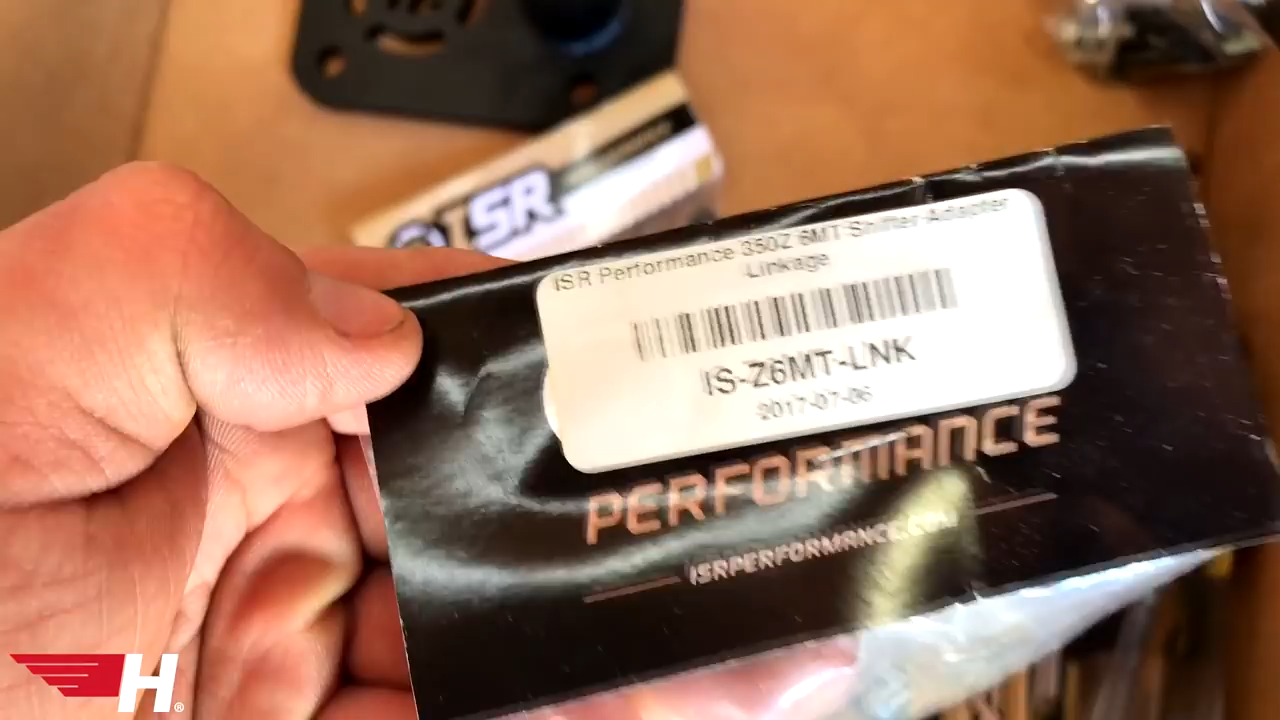 ISR
ISR Performance 350Z 6MT Shifter Adapter
Linkage
IS-Z6MT-LNK
2017-07-06
PERFORMANCE
ISRPERFORMANCE.COM
H®